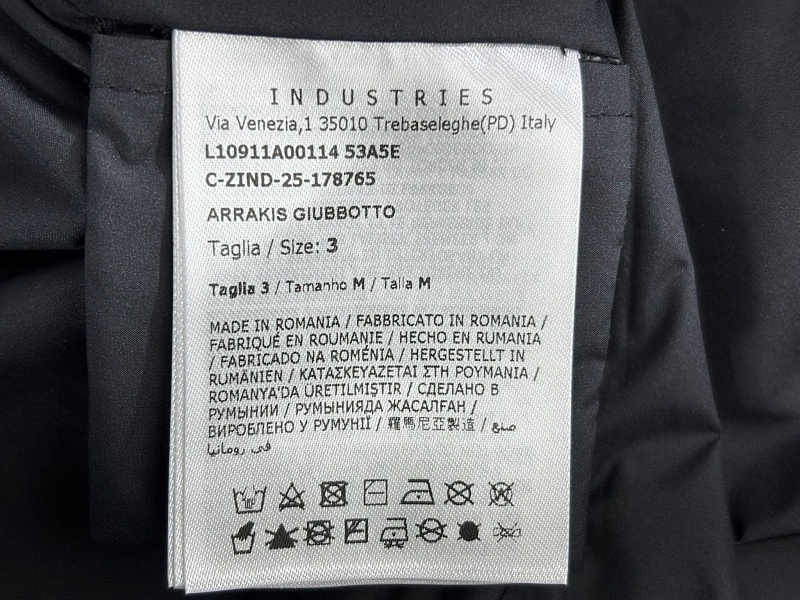 INDUSTRIES
Via Venezia,1 35010 Trebaseleghe(PD) Italy
L10911A00114 53A5E
C-ZIND-25-178765
ARRAKIS GIUBBOTTO
Taglia / Size: 3
Taglia 3 / Tamanho M / Talla M
MADE IN ROMANIA / FABBRICATO IN ROMANIA /
FABRIQUÉ EN ROUMANIE / HECHO EN RUMANIA
/ FABRICADO NA ROMÉNIA / HERGESTELLT IN
RUMÄNIEN / ΚΑΤΑΣΚΕΥΑΖΕΤΑΙ ΣΤΗ ΡΟΥΜΑΝΙΑ /
ROMANYA'DA ÜRETILMIŞTIR / СДЕЛАНО В
РУМЫНИИ / РУМЫНИЯДА ЖАСАЛҒАН /
ВИРОБЛЕНО У РУМУНІЇ / 羅馬尼亞製造 / صنع
في رومانيا